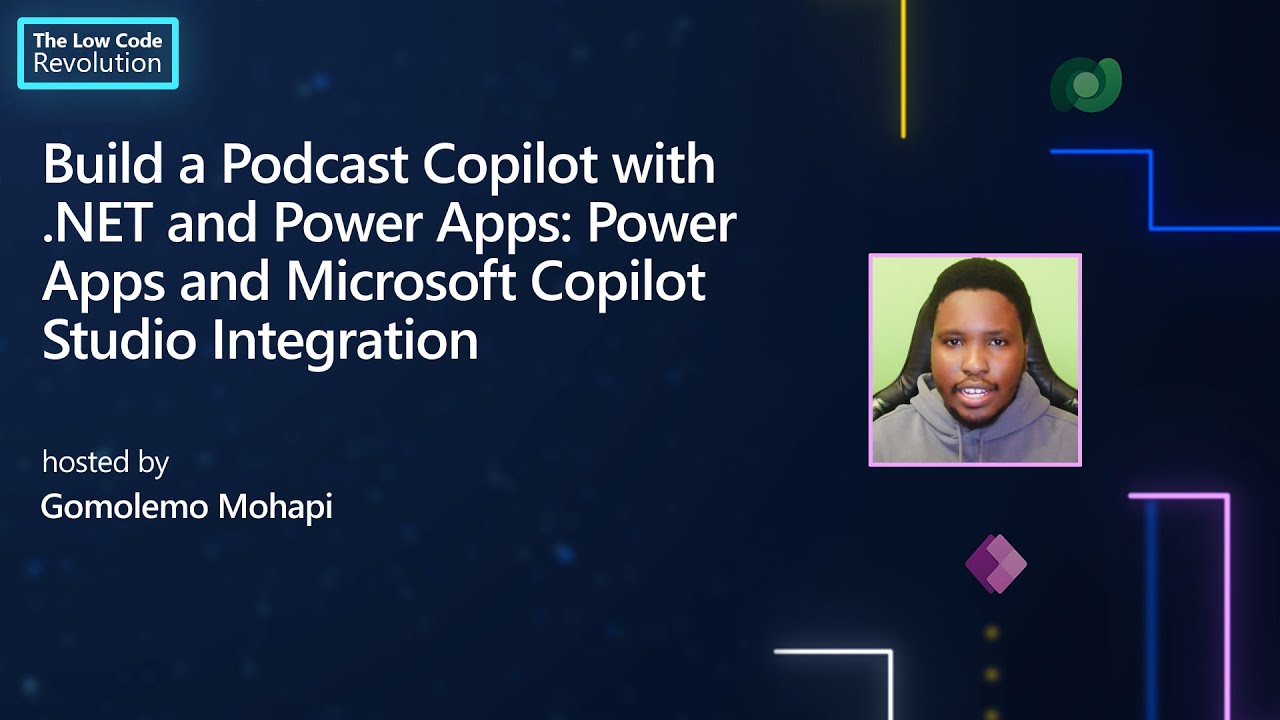 The Low Code
Revolution
Build a Podcast Copilot with
.NET and Power Apps: Power
Apps and Microsoft Copilot
Studio Integration
hosted by
Gomolemo Mohapi